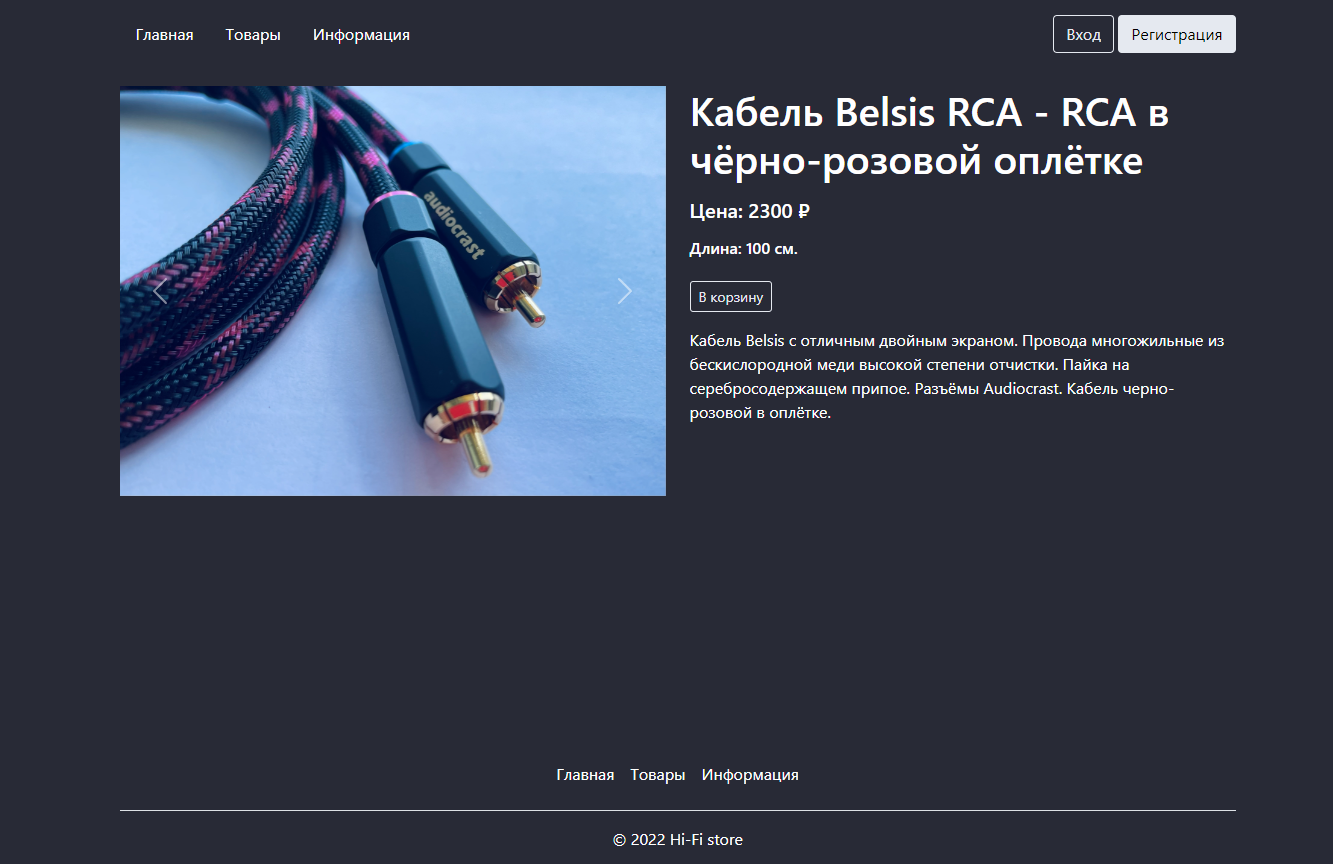 Главная Товары Информация Вход Регистрация
audiocrast
Кабель Belsis RCA - RCA в
чёрно-розовой оплётке
Цена: 2300 ₽
Длина: 100 см.
В корзину
Кабель Belsis с отличным двойным экраном. Провода многожильные из
бескислородной меди высокой степени отчистки. Пайка на
серебросодержащем припое. Разъёмы Audiocrast. Кабель черно-
розовой в оплётке.
Главная Товары Информация
© 2022 Hi-Fi store